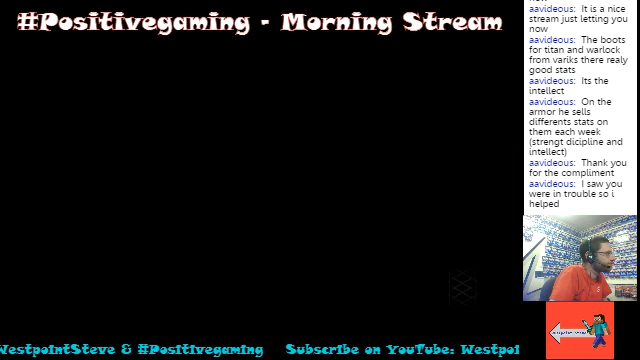 #Positivegaming - Morning Stream
now
aavideous: It is a nice
stream just letting you
now
aavideous: The boots
for titan and warlock
from variks there realy
good stats
aavideous: Its the
intellect
aavideous: On the
armor he sells
differents stats on
them each week
(strengt dicipline and
intellect)
aavideous: Thank you
for the compliment
aavideous: I saw you
were in trouble so i
helped
WestpointSteve & #Positivegaming Subscribe on YouTube: Westpoi